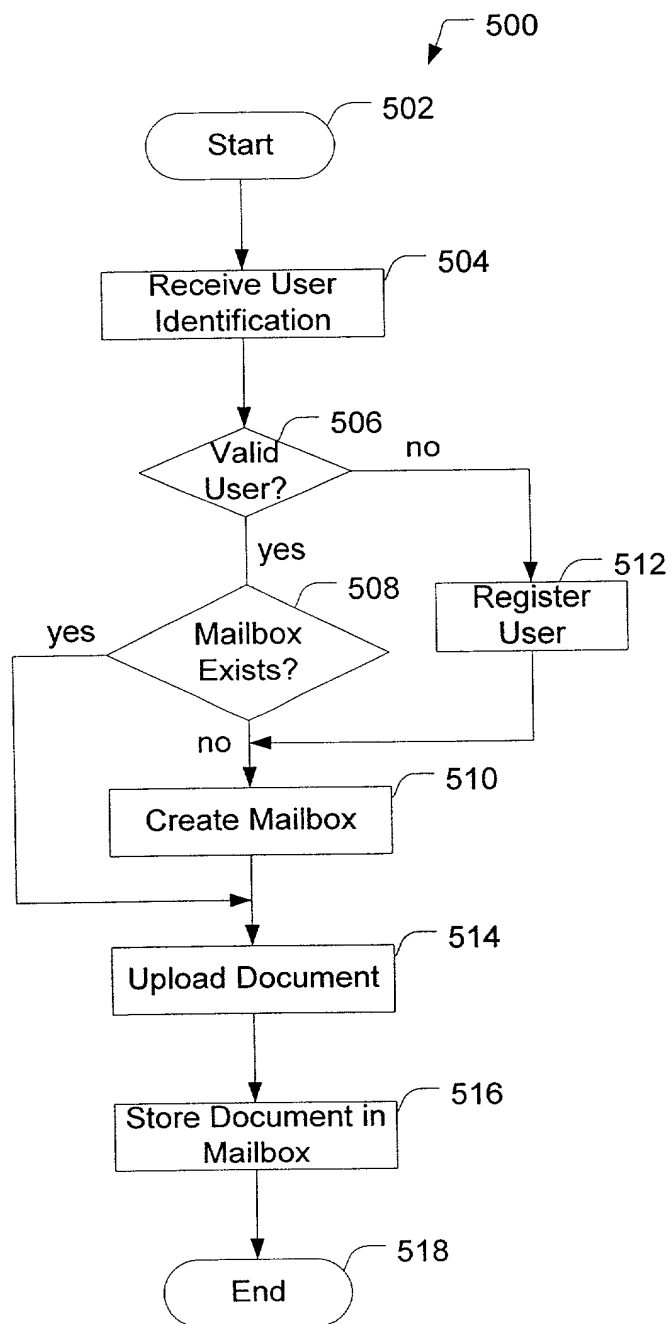 500
502
Start
504
Receive User
Identification
506
Valid
User?
no
yes
512
Register
User
508
yes
Mailbox
Exists?
no
510
Create Mailbox
514
Upload Document
516
Store Document in
Mailbox
518
End